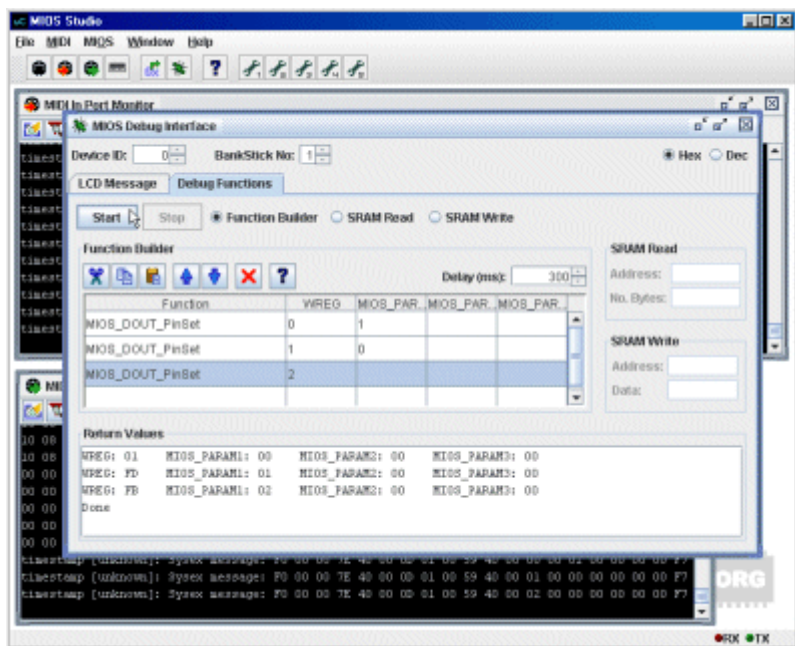 MIOS Studio
File MIDI MIOS Window Help
MIDI In Port Monitor
MIOS Debug Interface
Device ID: 0 BankStick No: 1 Hex Dec
LCD Message Debug Functions
Start Stop Function Builder SRAM Read SRAM Write
Function Builder
Delay (ms): 300
Function WREG MIOS_PAR... MIOS_PAR... MIOS_PAR...
MIOS_DOUT_PinSet 0 1
MIOS_DOUT_PinSet 1 0
MIOS_DOUT_PinSet 2
SRAM Read
Address:
No. Bytes:
SRAM Write
Address:
Data:
Return Values
WREG: 01 MIOS_PARAM1: 00 MIOS_PARAM2: 00 MIOS_PARAM3: 00
WREG: FD MIOS_PARAM1: 01 MIOS_PARAM2: 00 MIOS_PARAM3: 00
WREG: FB MIOS_PARAM1: 02 MIOS_PARAM2: 00 MIOS_PARAM3: 00
Done
timestamp [unknown]: Sysex message: F0 00 00 7E 40 00 0D 01 00 59 40 00 01 00 00 00 00 00 F7
timestamp [unknown]: Sysex message: F0 00 00 7E 40 00 0D 01 00 59 40 00 02 00 00 00 00 00 F7
ORG
RX TX